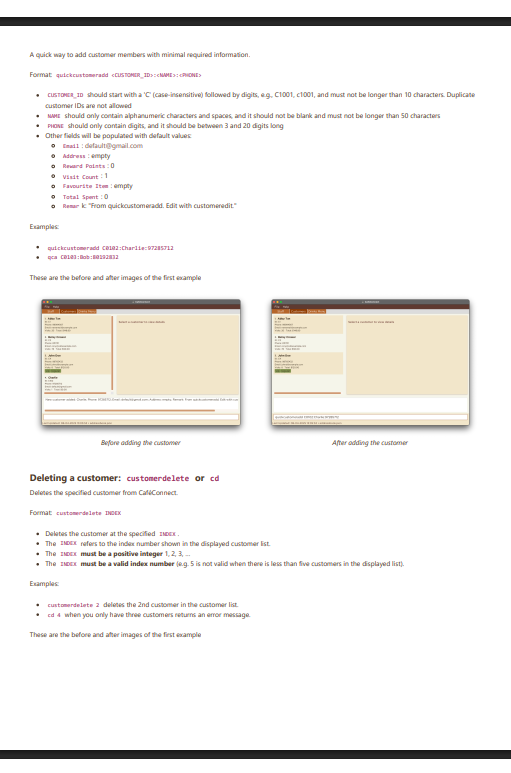 A quick way to add customer members with minimal required information.
Format: quickcustomeradd <CUSTOMER_ID>:<NAME>:<PHONE>
CUSTOMER_ID should start with a 'C' (case-insensitive) followed by digits, e.g., C1001, c1001, and must not be longer than 10 characters. Duplicate
customer IDs are not allowed
NAME should only contain alphanumeric characters and spaces, and it should not be blank and must not be longer than 50 characters
PHONE should only contain digits, and it should be between 3 and 20 digits long
Other fields will be populated with default values:
Email : default@gmail.com
Address : empty
Reward Points : 0
Visit Count : 1
Favourite Item : empty
Total Spent : 0
Remar k: "From quickcustomeradd. Edit with customeredit."
Examples:
quickcustomeradd C0102:Charlie:97285712
qca C0103:Bob:80192832
These are the before and after images of the first example
Before adding the customer
After adding the customer
Deleting a customer: customerdelete or cd
Deletes the specified customer from CaféConnect.
Format: customerdelete INDEX
Deletes the customer at the specified INDEX .
The INDEX refers to the index number shown in the displayed customer list.
The INDEX must be a positive integer 1, 2, 3, …
The INDEX must be a valid index number (e.g. 5 is not valid when there is less than five customers in the displayed list).
Examples:
customerdelete 2 deletes the 2nd customer in the customer list.
cd 4 when you only have three customers returns an error message.
These are the before and after images of the first example